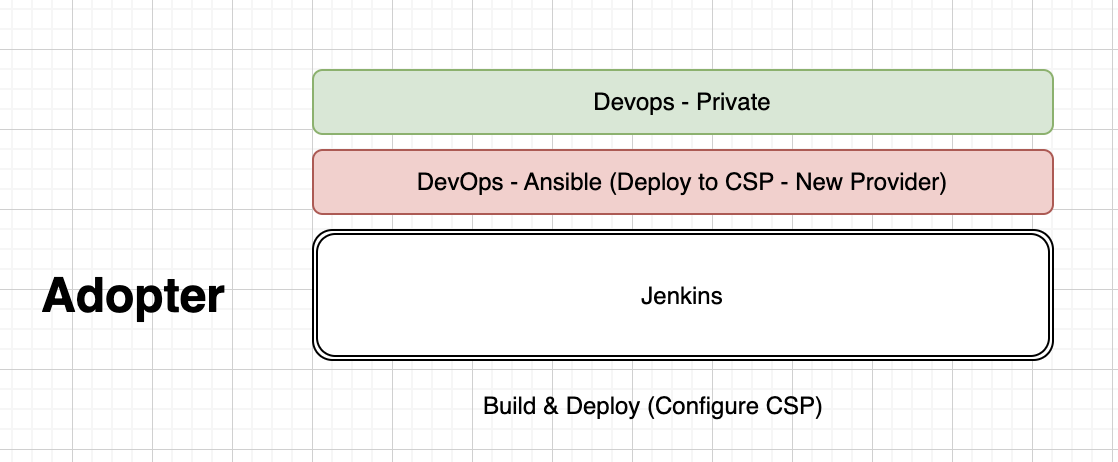 Devops - Private
DevOps - Ansible (Deploy to CSP - New Provider)
Adopter
Jenkins
Build & Deploy (Configure CSP)